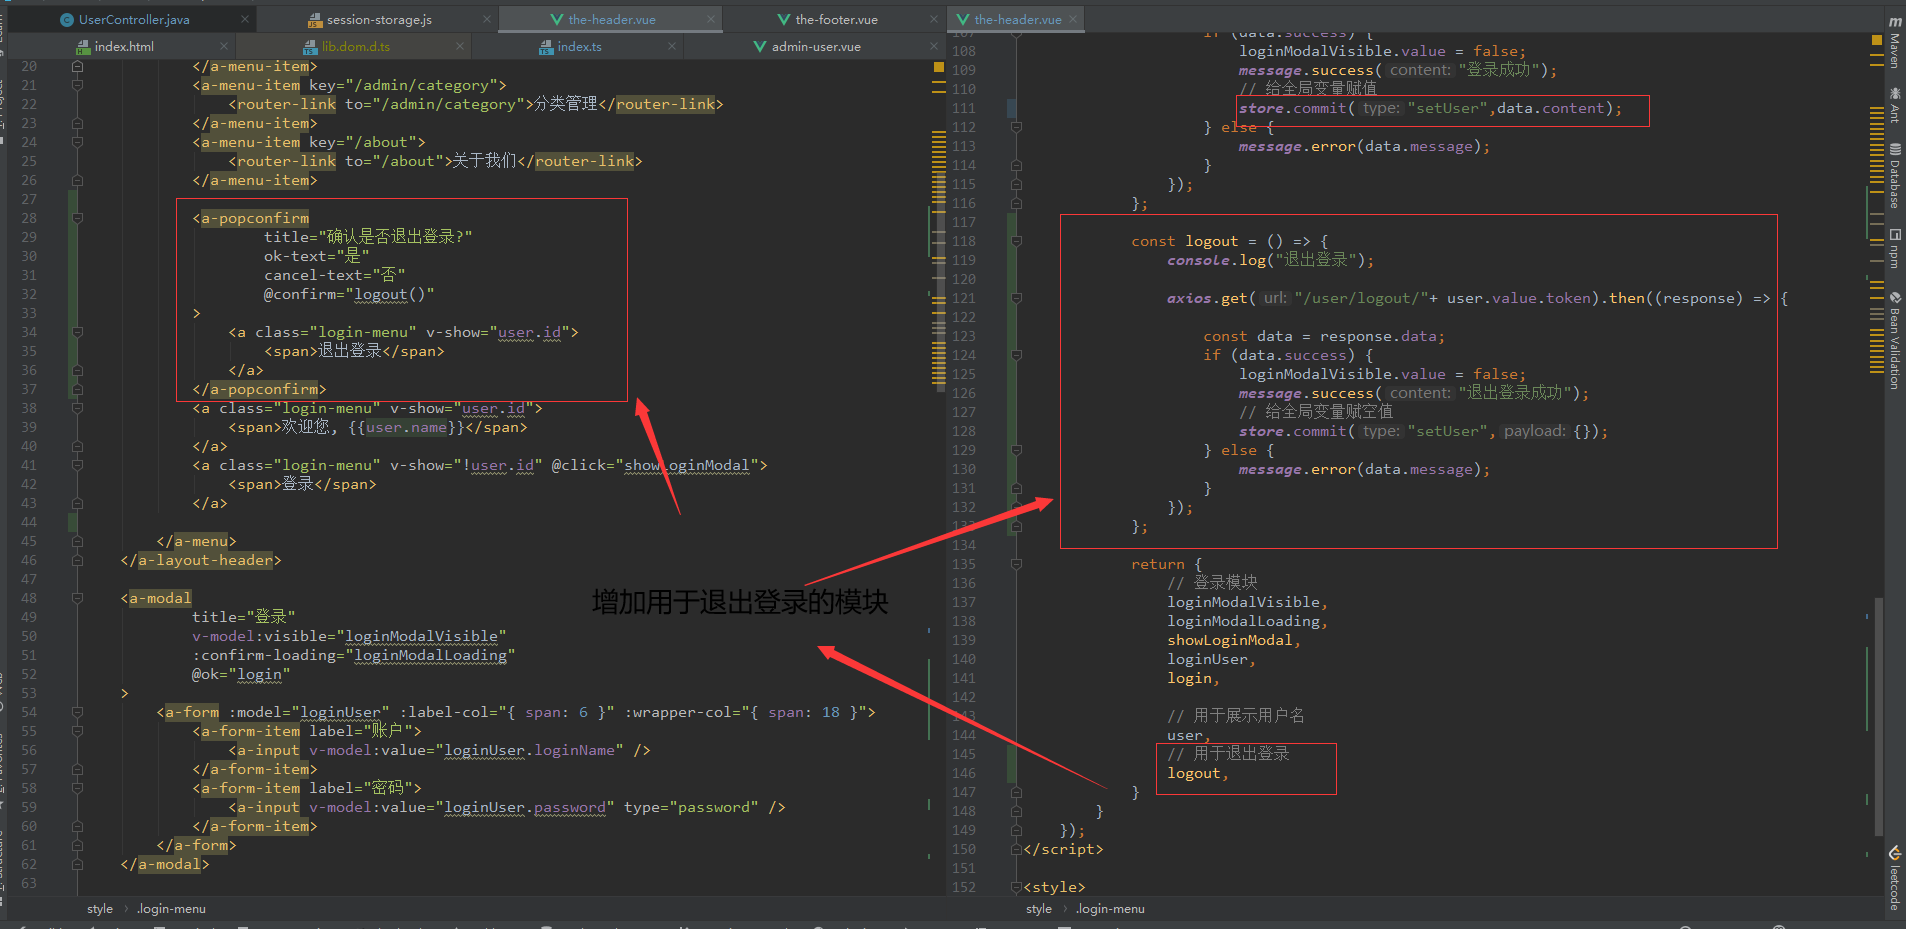 UserController.java
session-storage.js
the-header.vue
the-footer.vue
the-header.vue
index.html
lib.dom.d.ts
index.ts
admin-user.vue
20 </a-menu-item>
21 <a-menu-item key="/admin/category">
22 <router-link to="/admin/category">分类管理</router-link>
23 </a-menu-item>
24 <a-menu-item key="/about">
25 <router-link to="/about">关于我们</router-link>
26 </a-menu-item>
27
28 <a-popconfirm
29 title="确认是否退出登录?"
30 ok-text="是"
31 cancel-text="否"
32 @confirm="logout()"
33 >
34 <a class="login-menu" v-show="user.id">
35 <span>退出登录</span>
36 </a>
37 </a-popconfirm>
38 <a class="login-menu" v-show="user.id">
39 <span>欢迎您, {{user.name}}</span>
40 </a>
41 <a class="login-menu" v-show="!user.id" @click="showLoginModal">
42 <span>登录</span>
43 </a>
44
45 </a-menu>
46 </a-layout-header>
47
48 <a-modal
49 title="登录"
50 v-model:visible="loginModalVisible"
51 :confirm-loading="loginModalLoading"
52 @ok="login"
53 >
54 <a-form :model="loginUser" :label-col="{ span: 6 }" :wrapper-col="{ span: 18 }">
55 <a-form-item label="账户">
56 <a-input v-model:value="loginUser.loginName" />
57 </a-form-item>
58 <a-form-item label="密码">
59 <a-input v-model:value="loginUser.password" type="password" />
60 </a-form-item>
61 </a-form>
62 </a-modal>
63
style › .login-menu
增加用于退出登录的模块
107 if (data.success) {
108 loginModalVisible.value = false;
109 message.success( content: "登录成功");
110 // 给全局变量赋值
111 store.commit( type: "setUser",data.content);
112 } else {
113 message.error(data.message);
114 }
115 });
116 };
117
118 const logout = () => {
119 console.log("退出登录");
120
121 axios.get( url: "/user/logout/"+ user.value.token).then((response) => {
122
123 const data = response.data;
124 if (data.success) {
125 loginModalVisible.value = false;
126 message.success( content: "退出登录成功");
127 // 给全局变量赋空值
128 store.commit( type: "setUser", payload: {});
129 } else {
130 message.error(data.message);
131 }
132 });
133 };
134
135 return {
136 // 登录模块
137 loginModalVisible,
138 loginModalLoading,
139 showLoginModal,
140 loginUser,
141 login,
142
143 // 用于展示用户名
144 user,
145 // 用于退出登录
146 logout,
147 }
148 }
149 });
150 </script>
151
152 <style>
style › .login-menu
Maven
Ant
Database
npm
Bean Validation
leetcode